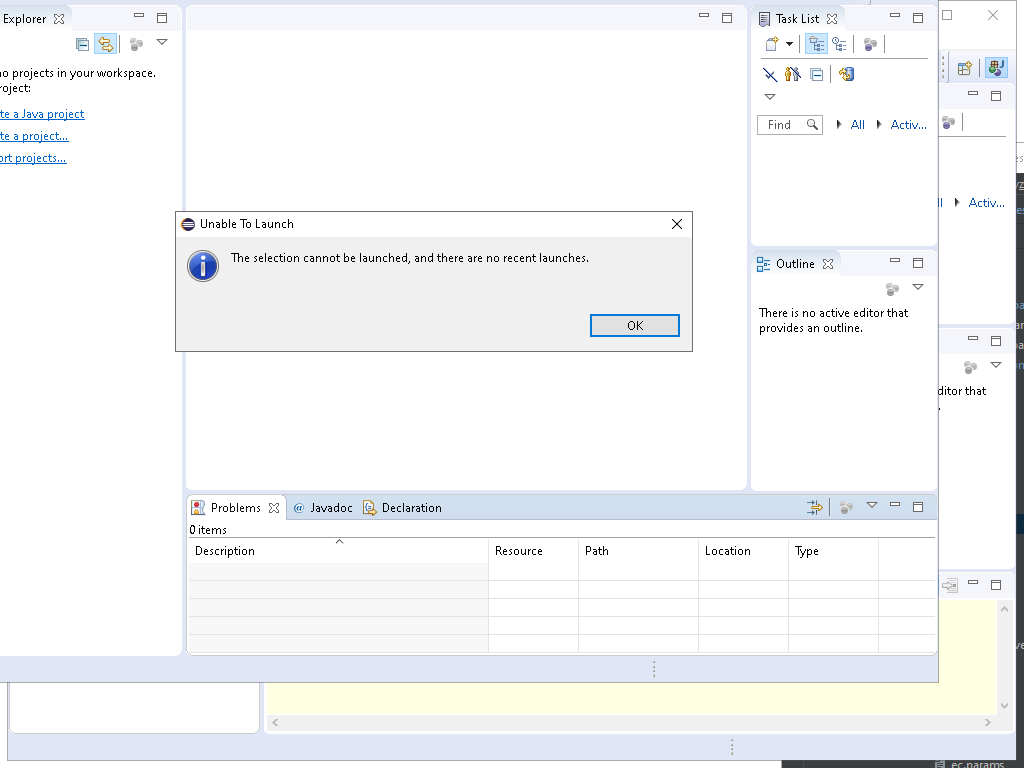 Explorer
Task List
no projects in your workspace.
roject:
te a Java project
te a project...
ort projects...
Find
All
Activ...
Activ...
Unable To Launch
The selection cannot be launched, and there are no recent launches.
OK
Outline
There is no active editor that
provides an outline.
ditor that
Problems
@ Javadoc
Declaration
0 items
Description
Resource
Path
Location
Type
ec.params